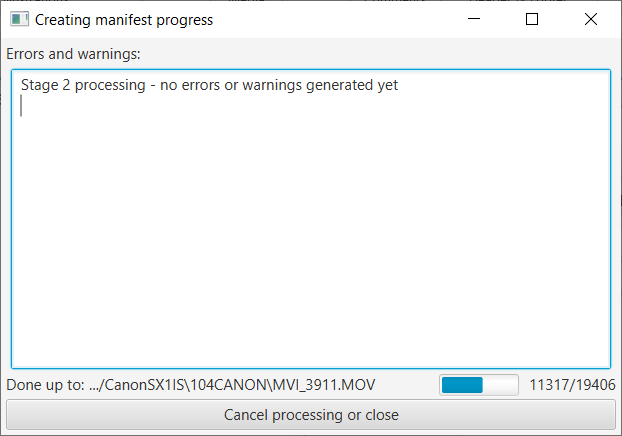 Creating manifest progress
Errors and warnings:
Stage 2 processing - no errors or warnings generated yet
Done up to: .../CanonSX1IS\104CANON\MVI_3911.MOV 11317/19406
Cancel processing or close